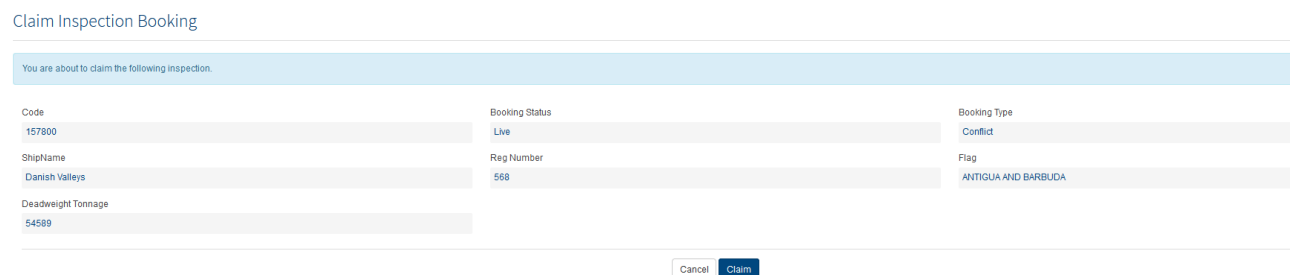 Claim Inspection Booking
You are about to claim the following inspection.
Code Booking Status Booking Type
157800 Live Conflict
ShipName Reg Number Flag
Danish Valleys 568 ANTIGUA AND BARBUDA
Deadweight Tonnage
54589
Cancel Claim